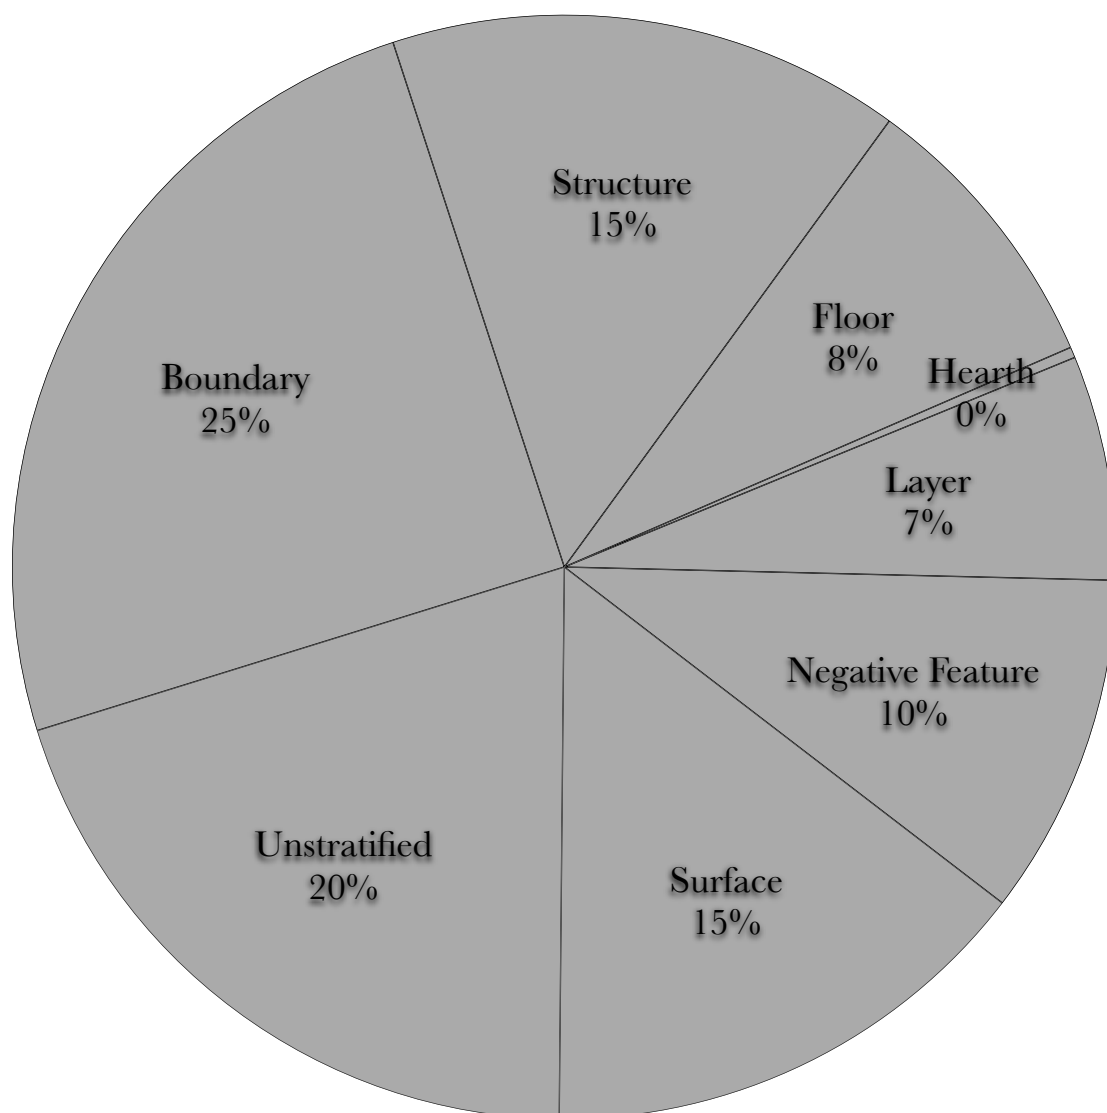 Structure
15%
Floor
8%
Hearth
0%
Boundary
25%
Layer
7%
Negative Feature
10%
Unstratified
20%
Surface
15%